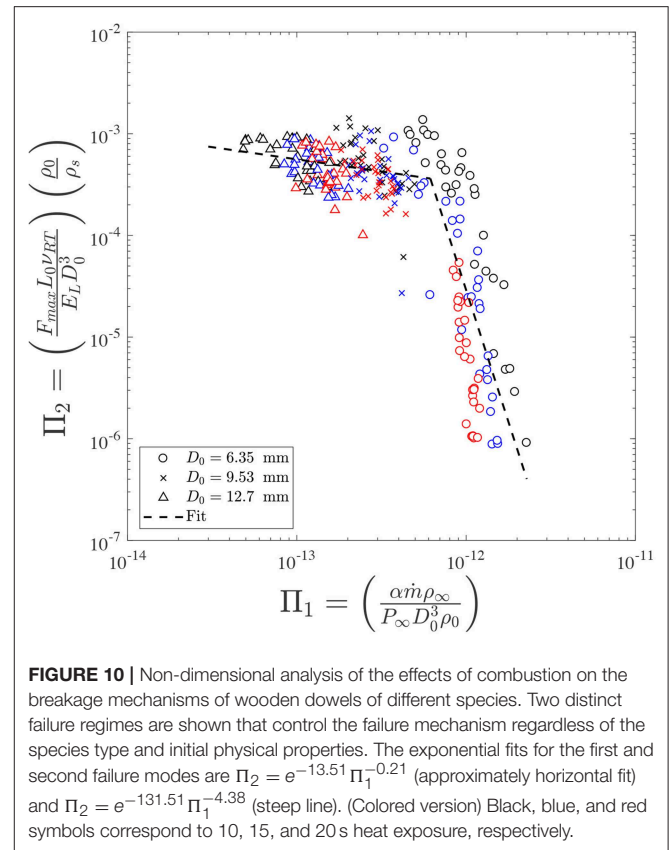 10^-2
10^-3
10^-4
10^-5
10^-6
10^-7
Π_2 = (F_max L_0 ν_RT / E_L D_0^3) (ρ_0 / ρ_s)
○ D_0 = 6.35 mm
× D_0 = 9.53 mm
△ D_0 = 12.7 mm
Fit
10^-14 10^-13 10^-12 10^-11
Π_1 = (α ṁ ρ_∞ / P_∞ D_0^3 ρ_0)
FIGURE 10 | Non-dimensional analysis of the effects of combustion on the
breakage mechanisms of wooden dowels of different species. Two distinct
failure regimes are shown that control the failure mechanism regardless of the
species type and initial physical properties. The exponential fits for the first and
second failure modes are Π_2 = e^-13.51 Π_1^-0.21 (approximately horizontal fit)
and Π_2 = e^-131.51 Π_1^-4.38 (steep line). (Colored version) Black, blue, and red
symbols correspond to 10, 15, and 20 s heat exposure, respectively.